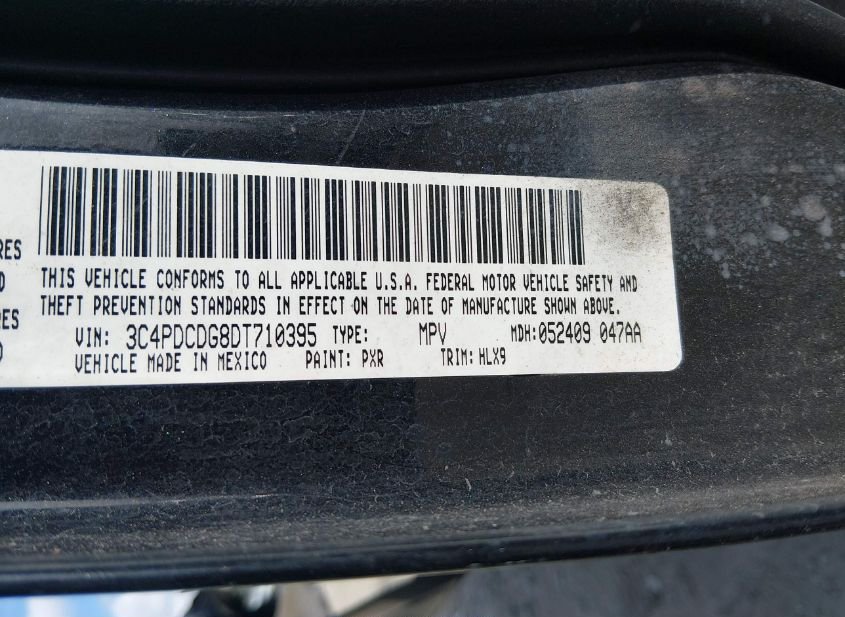 THIS VEHICLE CONFORMS TO ALL APPLICABLE U.S.A. FEDERAL MOTOR VEHICLE SAFETY AND
THEFT PREVENTION STANDARDS IN EFFECT ON THE DATE OF MANUFACTURE SHOWN ABOVE.
VIN: 3C4PDCDG8DT710395 TYPE: MPV MDH:052409 047AA
VEHICLE MADE IN MEXICO PAINT: PXR TRIM: HLX9